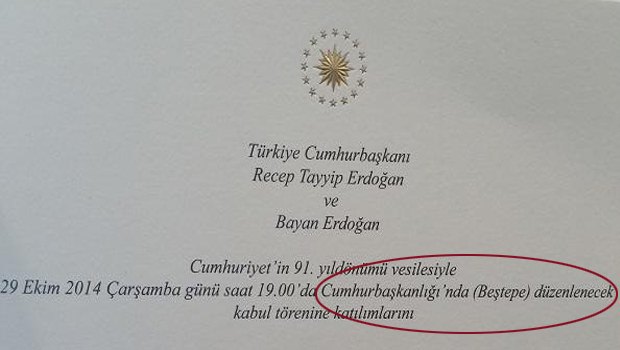 Türkiye Cumhurbaşkanı
Recep Tayyip Erdoğan
ve
Bayan Erdoğan
Cumhuriyet'in 91. yıldönümü vesilesiyle
29 Ekim 2014 Çarşamba günü saat 19.00'da Cumhurbaşkanlığı'nda (Beştepe) düzenlenecek
kabul törenine katılımlarını